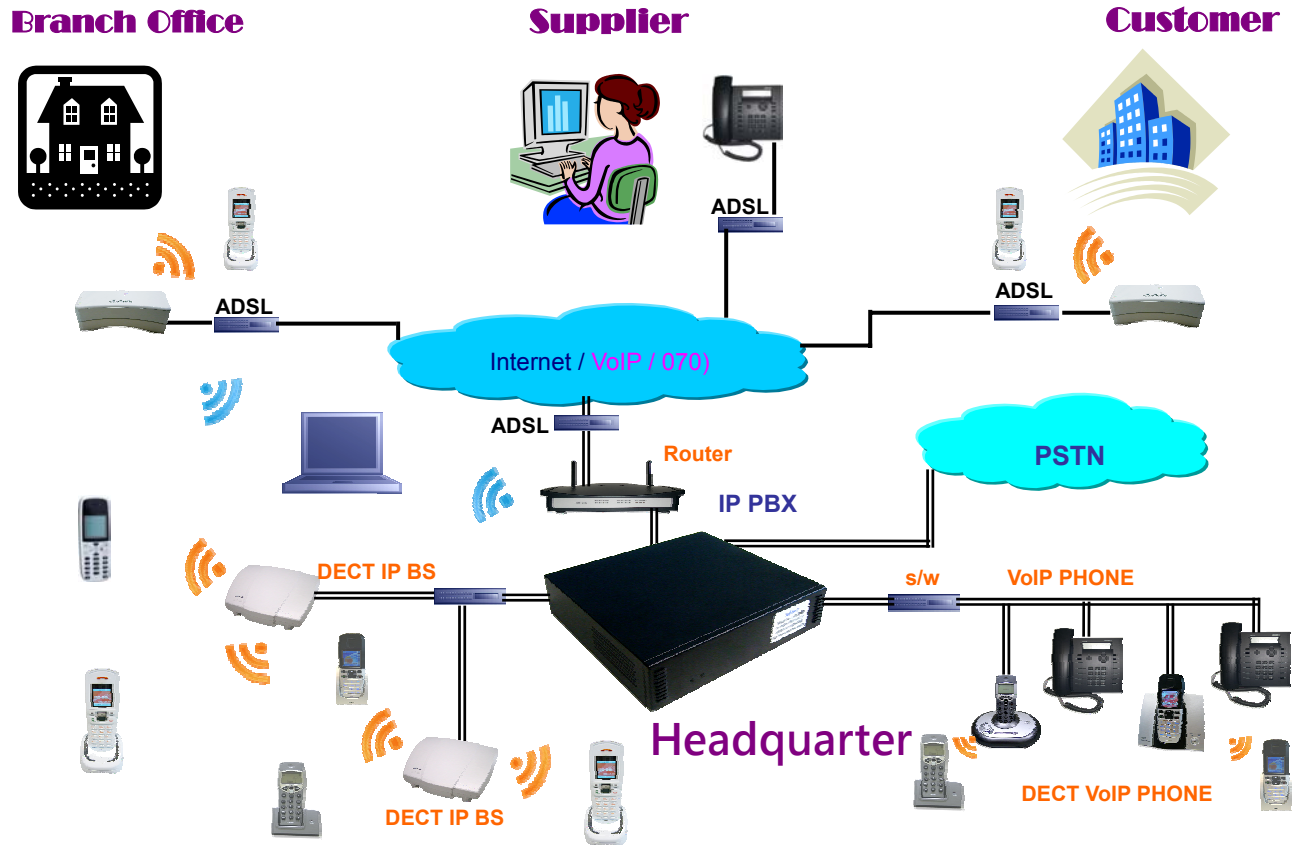 Branch Office
Supplier
Customer
ADSL
ADSL
ADSL
Internet / VoIP / 070)
ADSL
Router
PSTN
IP PBX
DECT IP BS
s/w
VoIP PHONE
Headquarter
DECT VoIP PHONE
DECT IP BS